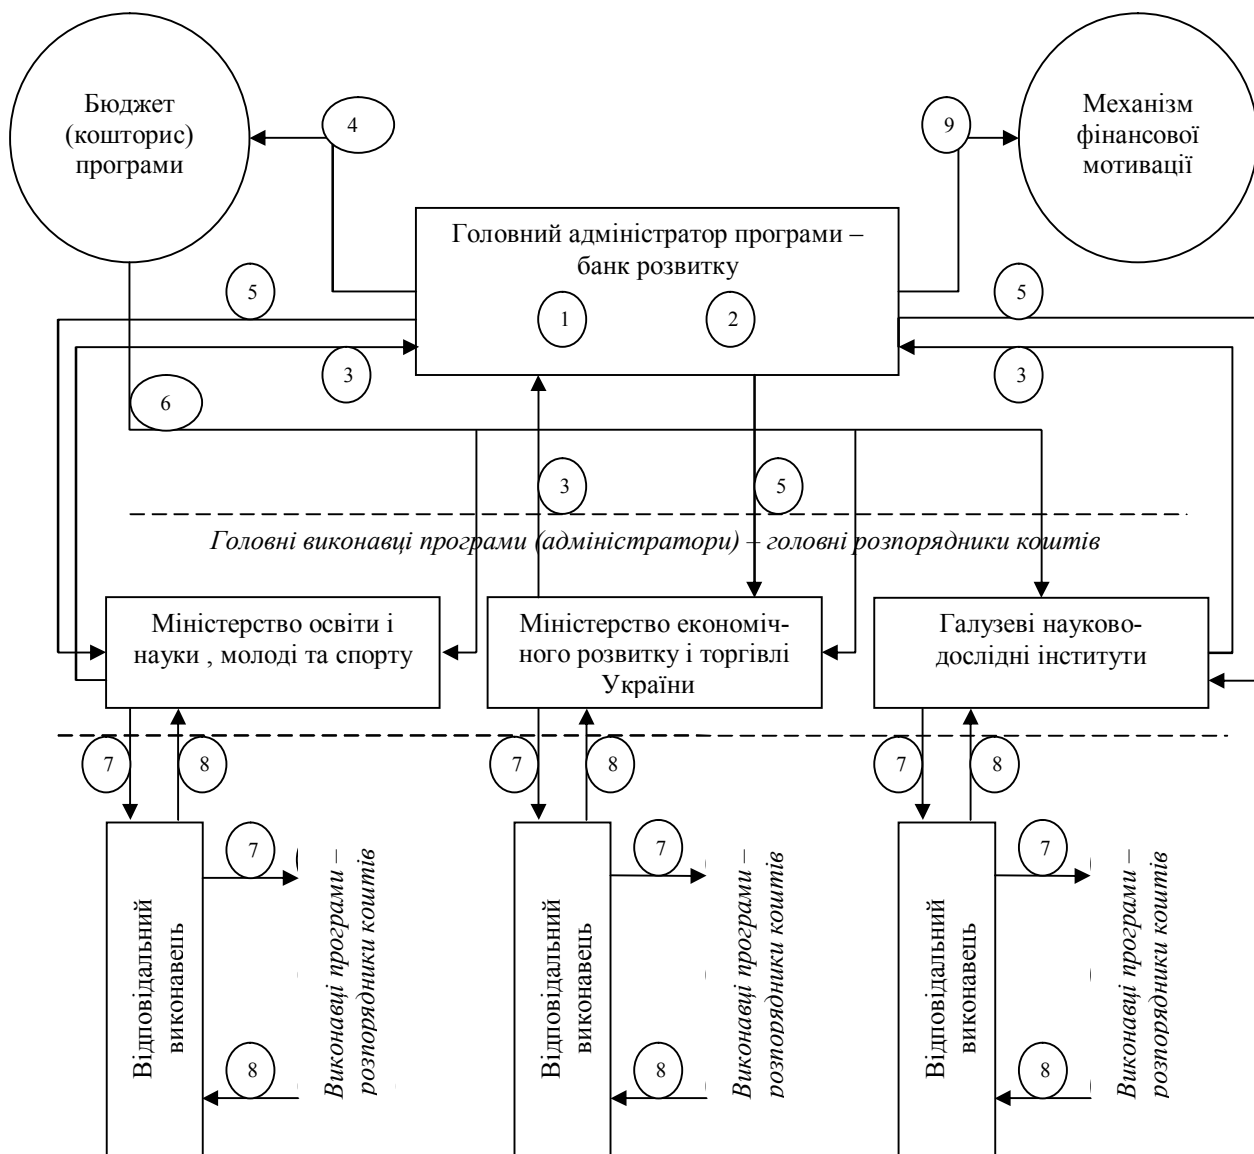 Бюджет
(кошторис)
програми
4
9
Механізм
фінансової
мотивації
Головний адміністратор програми –
банк розвитку
1
2
5
5
3
3
6
3
5
Головні виконавці програми (адміністратори) – головні розпорядники коштів
Міністерство освіти і
науки , молоді та спорту
Міністерство економіч-
ного розвитку і торгівлі
України
Галузеві науково-
дослідні інститути
7
8
7
8
7
8
Відповідальний
виконавець
7
8
Виконавці програми –
розпорядники коштів
Відповідальний
виконавець
7
8
Виконавці програми –
розпорядники коштів
Відповідальний
виконавець
7
8
Виконавці програми –
розпорядники коштів